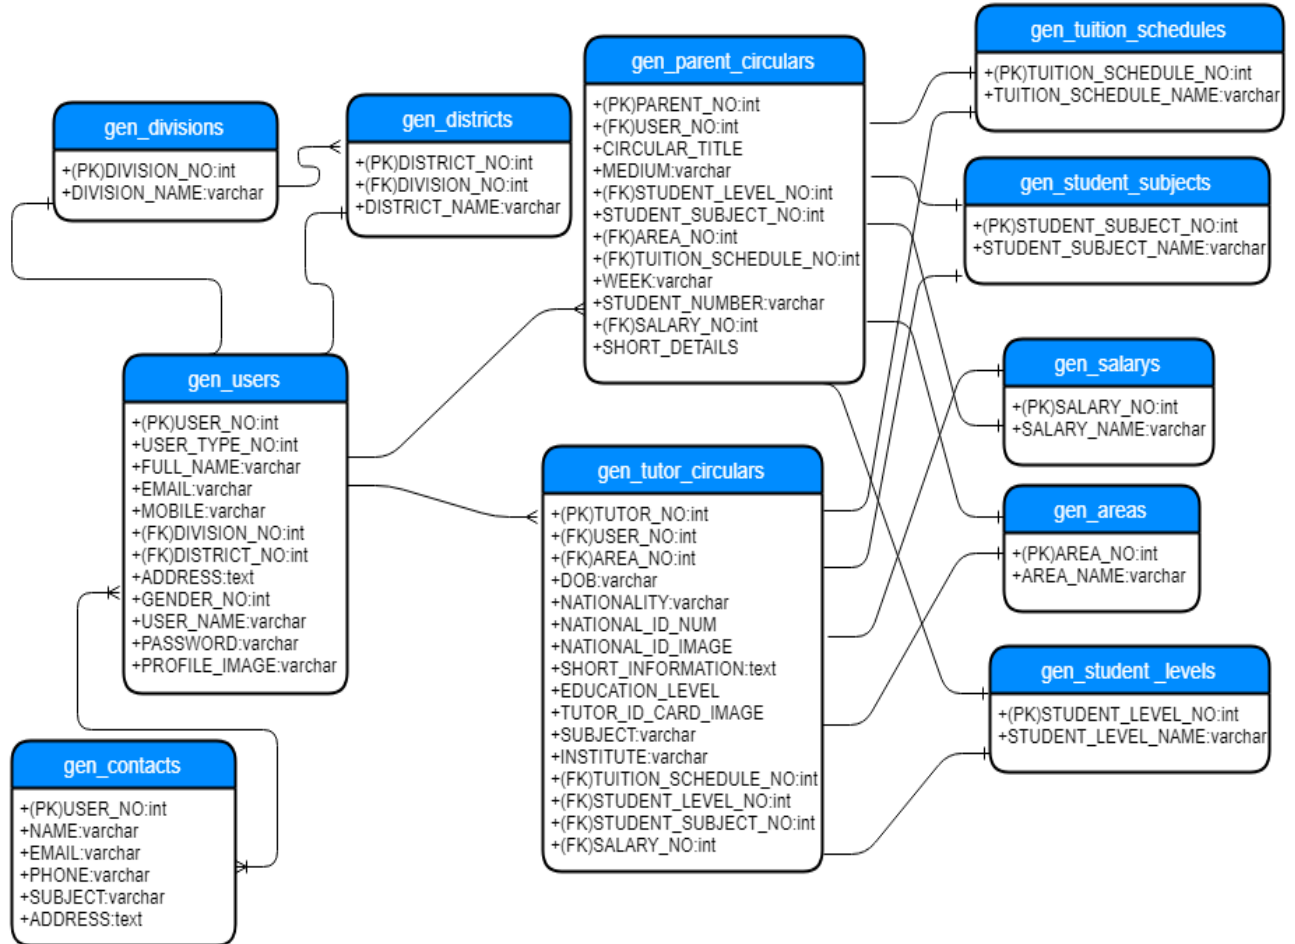 gen_divisions
+(PK)DIVISION_NO:int
+DIVISION_NAME:varchar
gen_districts
+(PK)DISTRICT_NO:int
+(FK)DIVISION_NO:int
+DISTRICT_NAME:varchar
gen_parent_circulars
+(PK)PARENT_NO:int
+(FK)USER_NO:int
+CIRCULAR_TITLE
+MEDIUM:varchar
+(FK)STUDENT_LEVEL_NO:int
+STUDENT_SUBJECT_NO:int
+(FK)AREA_NO:int
+(FK)TUITION_SCHEDULE_NO:int
+WEEK:varchar
+STUDENT_NUMBER:varchar
+(FK)SALARY_NO:int
+SHORT_DETAILS
gen_tuition_schedules
+(PK)TUITION_SCHEDULE_NO:int
+TUITION_SCHEDULE_NAME:varchar
gen_student_subjects
+(PK)STUDENT_SUBJECT_NO:int
+STUDENT_SUBJECT_NAME:varchar
gen_users
+(PK)USER_NO:int
+USER_TYPE_NO:int
+FULL_NAME:varchar
+EMAIL:varchar
+MOBILE:varchar
+(FK)DIVISION_NO:int
+(FK)DISTRICT_NO:int
+ADDRESS:text
+GENDER_NO:int
+USER_NAME:varchar
+PASSWORD:varchar
+PROFILE_IMAGE:varchar
gen_tutor_circulars
+(PK)TUTOR_NO:int
+(FK)USER_NO:int
+(FK)AREA_NO:int
+DOB:varchar
+NATIONALITY:varchar
+NATIONAL_ID_NUM
+NATIONAL_ID_IMAGE
+SHORT_INFORMATION:text
+EDUCATION_LEVEL
+TUTOR_ID_CARD_IMAGE
+SUBJECT:varchar
+INSTITUTE:varchar
+(FK)TUITION_SCHEDULE_NO:int
+(FK)STUDENT_LEVEL_NO:int
+(FK)STUDENT_SUBJECT_NO:int
+(FK)SALARY_NO:int
gen_salarys
+(PK)SALARY_NO:int
+SALARY_NAME:varchar
gen_areas
+(PK)AREA_NO:int
+AREA_NAME:varchar
gen_student _levels
+(PK)STUDENT_LEVEL_NO:int
+STUDENT_LEVEL_NAME:varchar
gen_contacts
+(PK)USER_NO:int
+NAME:varchar
+EMAIL:varchar
+PHONE:varchar
+SUBJECT:varchar
+ADDRESS:text